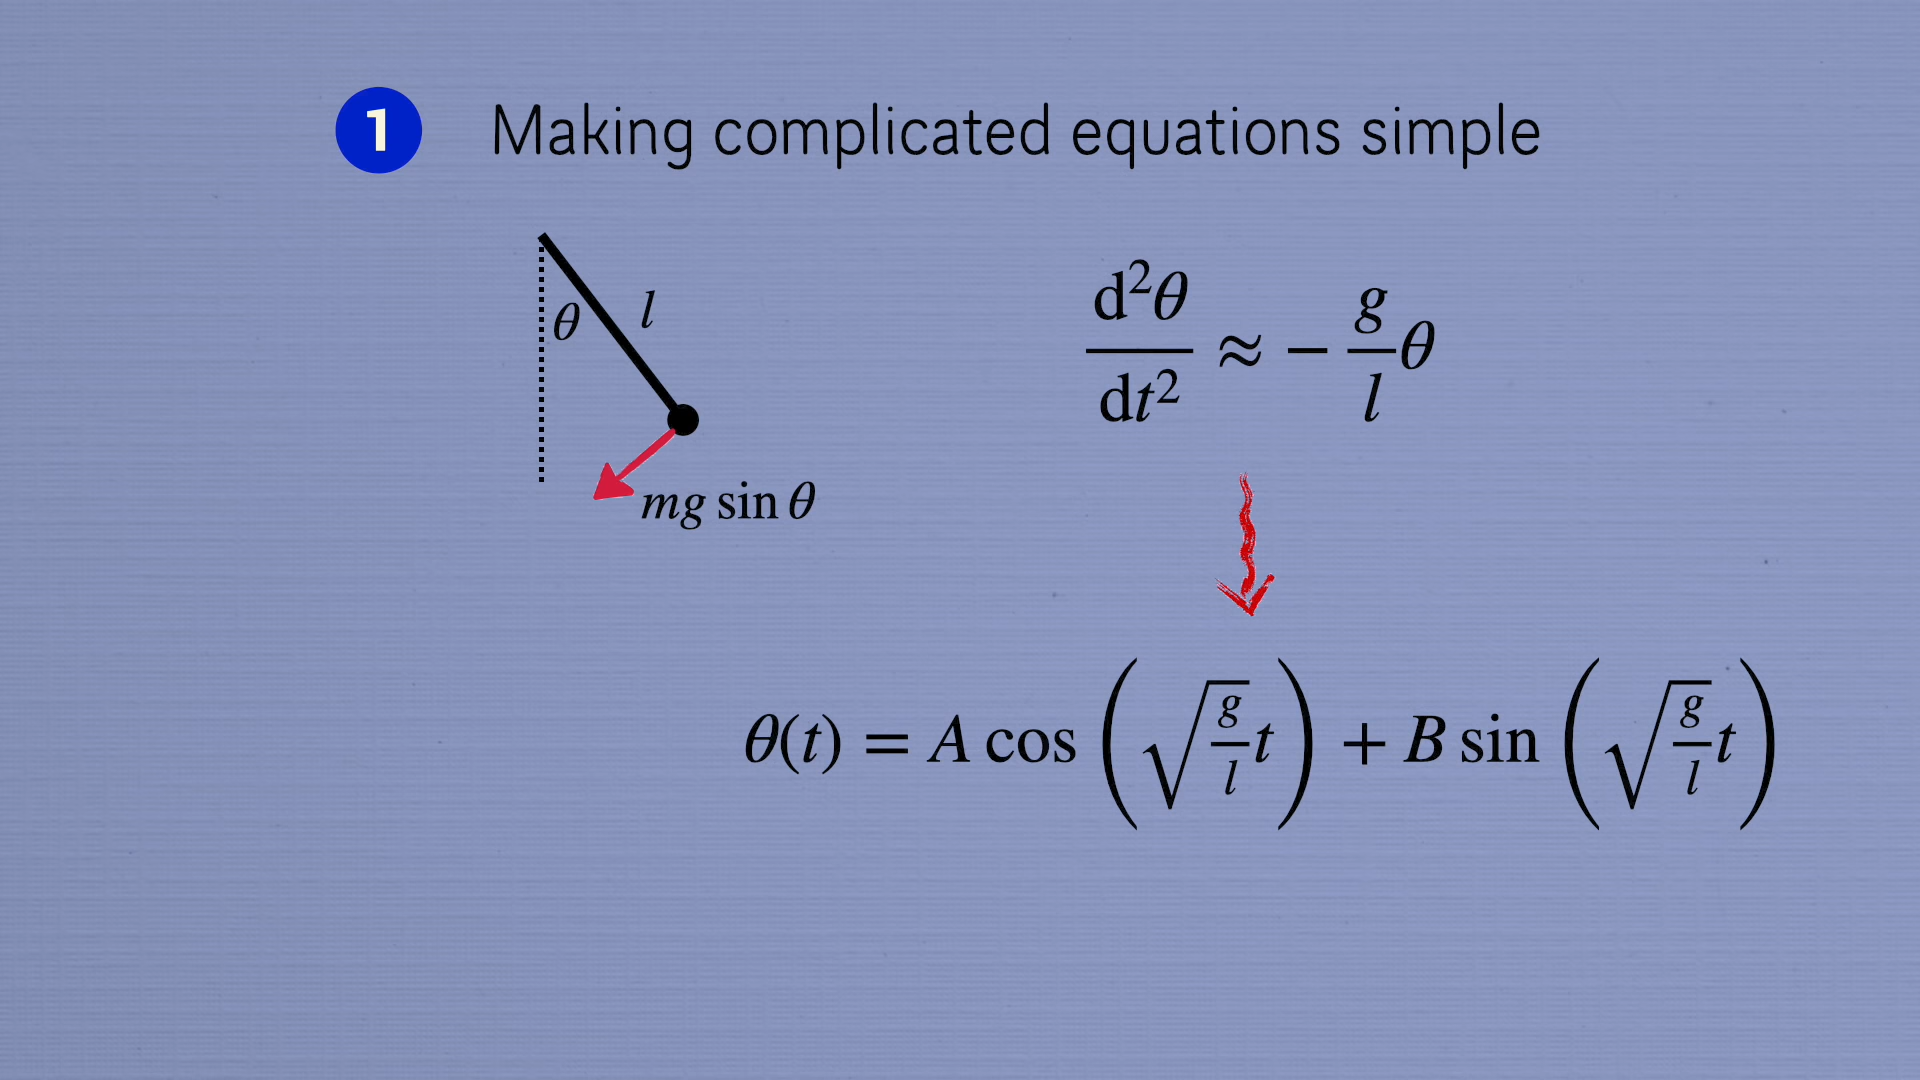 1 Making complicated equations simple
θ
l
mg sin θ
d²θ/dt² ≈ − g/l θ
θ(t) = A cos (√(g/l) t) + B sin (√(g/l) t)